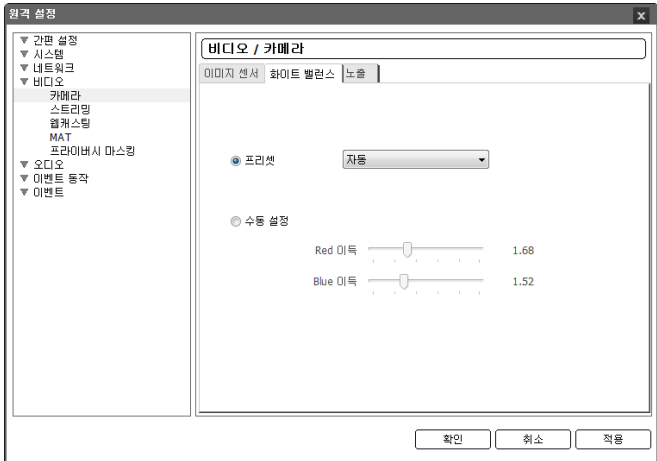 원격 설정
간편 설정
시스템
네트워크
비디오
카메라
스트리밍
웹캐스팅
MAT
프라이버시 마스킹
오디오
이벤트 동작
이벤트
비디오 / 카메라
이미지 센서 화이트 밸런스 노출
프리셋 자동
수동 설정
Red 이득 1.68
Blue 이득 1.52
확인 취소 적용